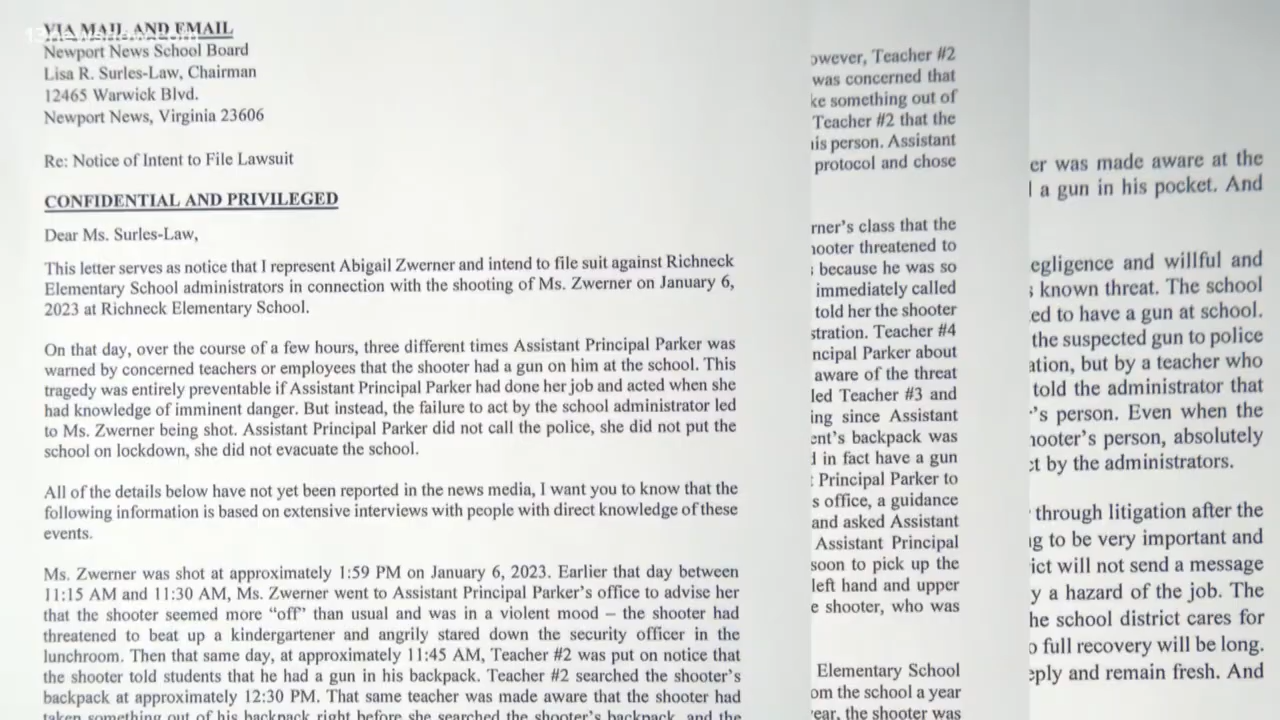 VIA MAIL AND EMAIL
Newport News School Board
Lisa R. Surles-Law, Chairman
12465 Warwick Blvd.
Newport News, Virginia 23606
Re: Notice of Intent to File Lawsuit
CONFIDENTIAL AND PRIVILEGED
Dear Ms. Surles-Law,
This letter serves as notice that I represent Abigail Zwerner and intend to file suit against Richneck
Elementary School administrators in connection with the shooting of Ms. Zwerner on January 6,
2023 at Richneck Elementary School.
On that day, over the course of a few hours, three different times Assistant Principal Parker was
warned by concerned teachers or employees that the shooter had a gun on him at the school. This
tragedy was entirely preventable if Assistant Principal Parker had done her job and acted when she
had knowledge of imminent danger. But instead, the failure to act by the school administrator led
to Ms. Zwerner being shot. Assistant Principal Parker did not call the police, she did not put the
school on lockdown, she did not evacuate the school.
All of the details below have not yet been reported in the news media, I want you to know that the
following information is based on extensive interviews with people with direct knowledge of these
events.
Ms. Zwerner was shot at approximately 1:59 PM on January 6, 2023. Earlier that day between
11:15 AM and 11:30 AM, Ms. Zwerner went to Assistant Principal Parker's office to advise her
that the shooter seemed more "off" than usual and was in a violent mood – the shooter had
threatened to beat up a kindergartener and angrily stared down the security officer in the
lunchroom. Then that same day, at approximately 11:45 AM, Teacher #2 was put on notice that
the shooter told students that he had a gun in his backpack. Teacher #2 searched the shooter's
backpack at approximately 12:30 PM. That same teacher was made aware that the shooter had
taken something out of his backpack right before she searched the shooter's backpack, and the
owever, Teacher #2
was concerned that
ke something out of
Teacher #2 that the
his person. Assistant
protocol and chose
rner's class that the
hooter threatened to
because he was so
immediately called
told her the shooter
stration. Teacher #4
ncipal Parker about
aware of the threat
led Teacher #3 and
ing since Assistant
ent's backpack was
d in fact have a gun
Principal Parker to
s office, a guidance
and asked Assistant
Assistant Principal
soon to pick up the
left hand and upper
e shooter, who was
Elementary School
om the school a year
year, the shooter was
er was made aware at the
a gun in his pocket. And
egligence and willful and
s known threat. The school
ed to have a gun at school.
the suspected gun to police
ation, but by a teacher who
told the administrator that
r's person. Even when the
hooter's person, absolutely
ct by the administrators.
through litigation after the
ng to be very important and
ict will not send a message
y a hazard of the job. The
he school district cares for
o full recovery will be long.
eply and remain fresh. And